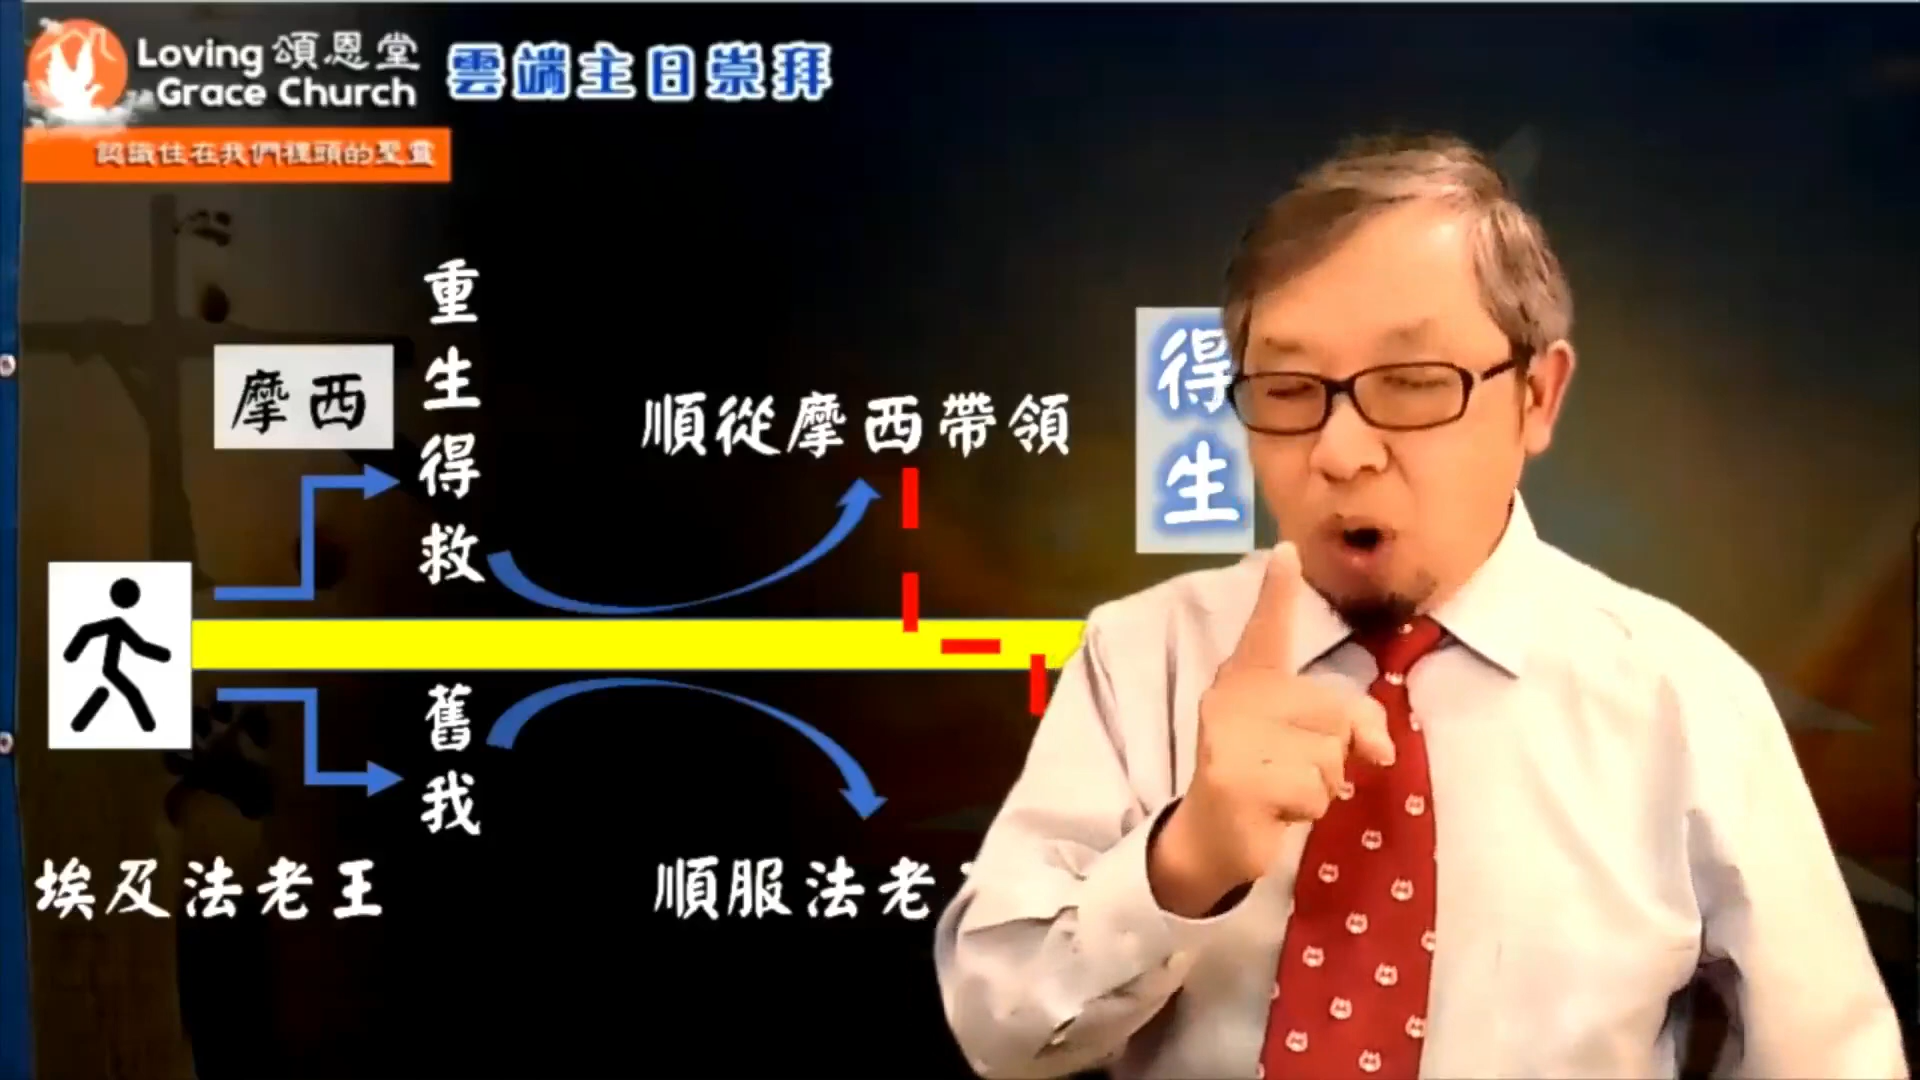 Loving 頌恩堂
Grace Church
雲端主日崇拜
認識住在我們裡頭的聖靈
重生得救
摩西
順從摩西帶領
得生
舊我
埃及法老王
順服法老